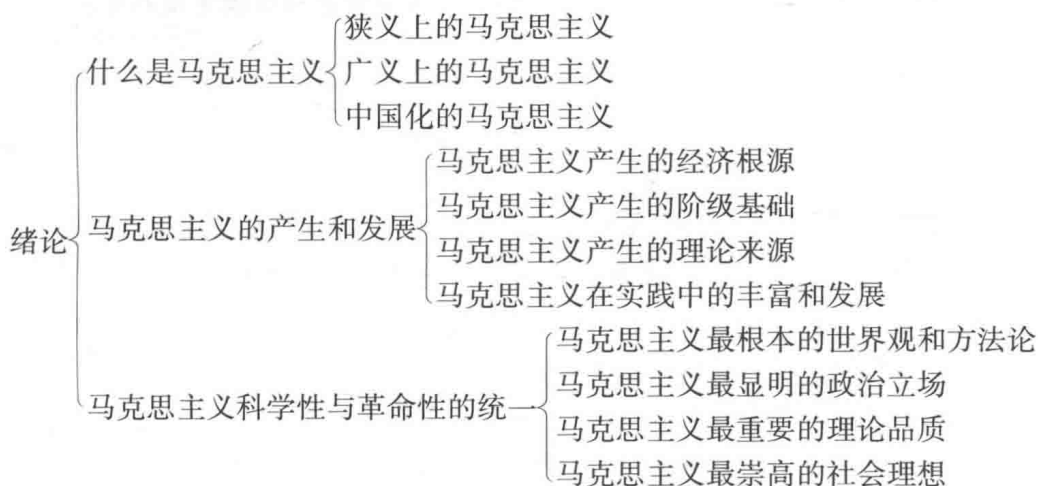 绪论
什么是马克思主义
狭义上的马克思主义
广义上的马克思主义
中国化的马克思主义
马克思主义的产生和发展
马克思主义产生的经济根源
马克思主义产生的阶级基础
马克思主义产生的理论来源
马克思主义在实践中的丰富和发展
马克思主义科学性与革命性的统一
马克思主义最根本的世界观和方法论
马克思主义最显明的政治立场
马克思主义最重要的理论品质
马克思主义最崇高的社会理想